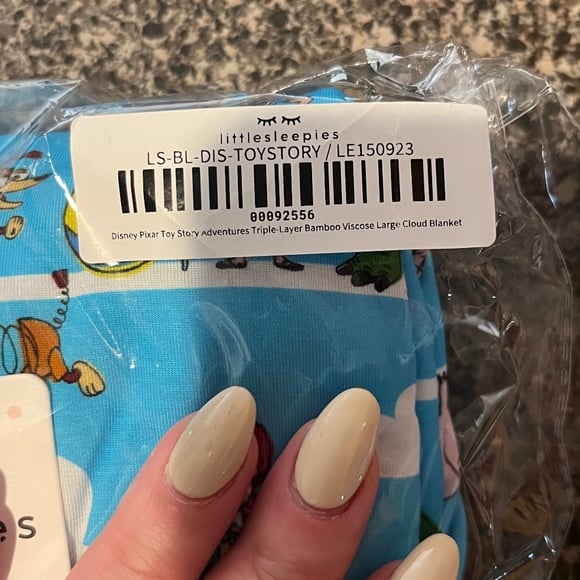 littlesleepies
LS-BL-DIS-TOYSTORY / LE150923
00092556
Disney Pixar Toy Story Adventures Triple-Layer Bamboo Viscose Large Cloud Blanket
es